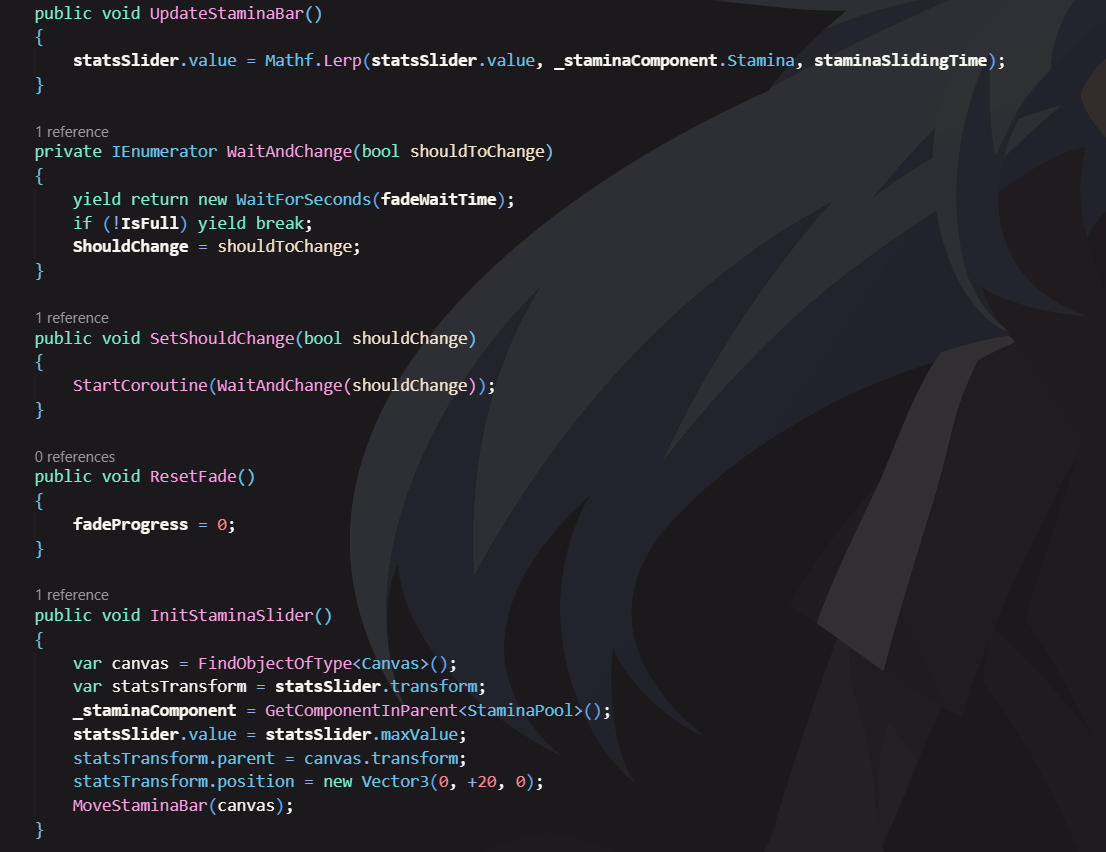 public void UpdateStaminaBar()
{
statsSlider.value = Mathf.Lerp(statsSlider.value, _staminaComponent.Stamina, staminaSlidingTime);
}
1 reference
private IEnumerator WaitAndChange(bool shouldToChange)
{
yield return new WaitForSeconds(fadeWaitTime);
if (!IsFull) yield break;
ShouldChange = shouldToChange;
}
1 reference
public void SetShouldChange(bool shouldChange)
{
StartCoroutine(WaitAndChange(shouldChange));
}
0 references
public void ResetFade()
{
fadeProgress = 0;
}
1 reference
public void InitStaminaSlider()
{
var canvas = FindObjectOfType<Canvas>();
var statsTransform = statsSlider.transform;
_staminaComponent = GetComponentInParent<StaminaPool>();
statsSlider.value = statsSlider.maxValue;
statsTransform.parent = canvas.transform;
statsTransform.position = new Vector3(0, +20, 0);
MoveStaminaBar(canvas);
}